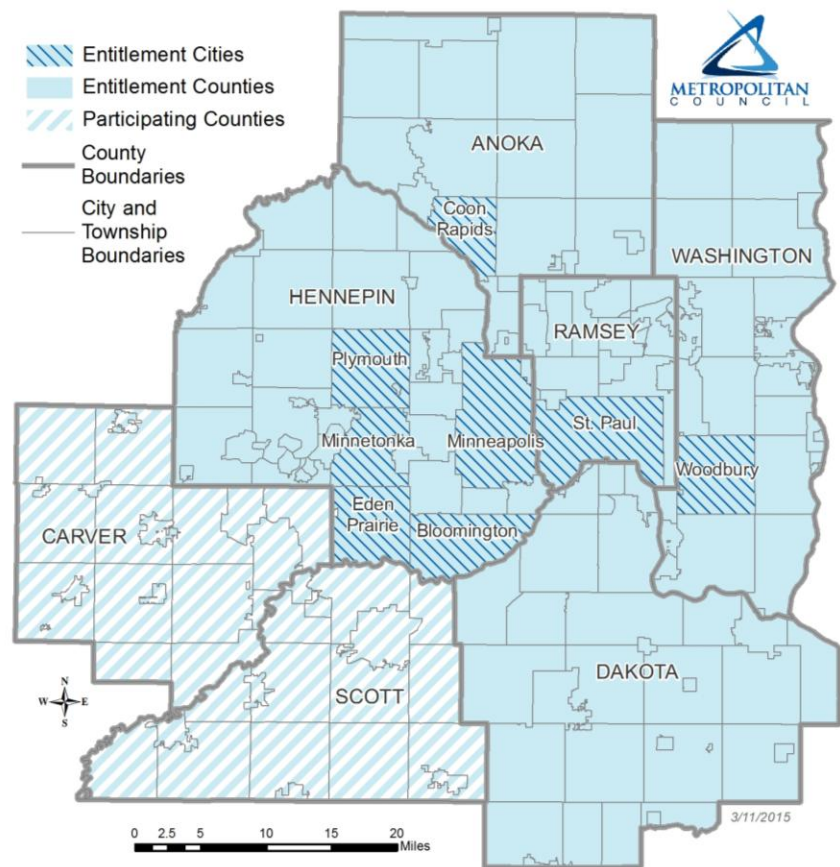 Entitlement Cities
Entitlement Counties
Participating Counties
County
Boundaries
City and
Township
Boundaries
METROPOLITAN
COUNCIL
ANOKA
Coon
Rapids
WASHINGTON
HENNEPIN
RAMSEY
Plymouth
Minnetonka
Minneapolis
St. Paul
Woodbury
Eden
Prairie
Bloomington
CARVER
SCOTT
DAKOTA
N
W E
S
3/11/2015
0 2.5 5 10 15 20
Miles